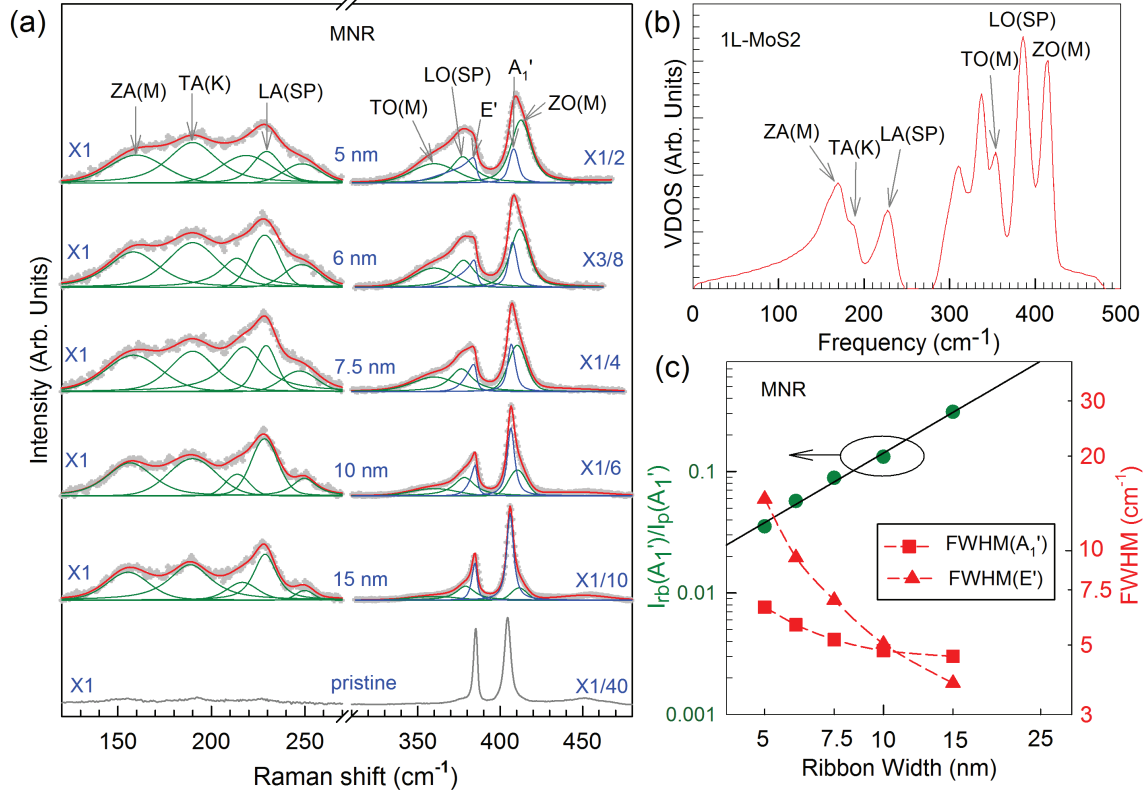 (a)
MNR
ZA(M)
TA(K)
LA(SP)
TO(M)
LO(SP)
E'
A₁'
ZO(M)
X1
5 nm
X1/2
X1
6 nm
X3/8
X1
7.5 nm
X1/4
X1
10 nm
X1/6
X1
15 nm
X1/10
X1
pristine
X1/40
Intensity (Arb. Units)
150 200 250 350 400 450
Raman shift (cm⁻¹)
(b)
1L-MoS2
LO(SP)
TO(M)
ZO(M)
ZA(M)
TA(K)
LA(SP)
VDOS (Arb. Units)
0 100 200 300 400 500
Frequency (cm⁻¹)
(c)
MNR
0.1
0.01
0.001
Irb(A₁')/Ip(A₁')
FWHM(A₁')
FWHM(E')
30
20
10
7.5
5
3
FWHM (cm⁻¹)
5 7.5 10 15 25
Ribbon Width (nm)